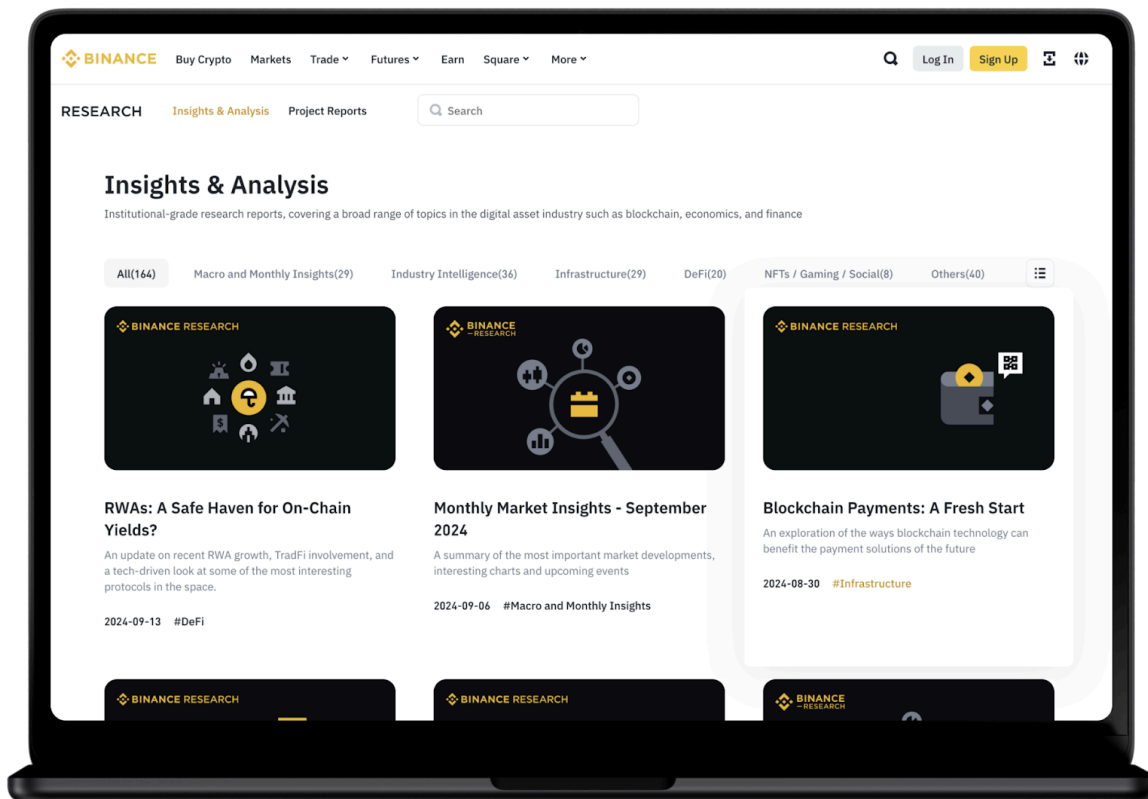 BINANCE Buy Crypto Markets Trade Futures Earn Square More Log In Sign Up
RESEARCH Insights & Analysis Project Reports Search
Insights & Analysis
Institutional-grade research reports, covering a broad range of topics in the digital asset industry such as blockchain, economics, and finance
All(164) Macro and Monthly Insights(29) Industry Intelligence(36) Infrastructure(29) DeFi(20) NFTs / Gaming / Social(8) Others(40)
BINANCE RESEARCH
$
RWAs: A Safe Haven for On-Chain
Yields?
An update on recent RWA growth, TradFi involvement, and
a tech-driven look at some of the most interesting
protocols in the space.
2024-09-13 #DeFi
BINANCE
RESEARCH
Monthly Market Insights - September
2024
A summary of the most important market developments,
interesting charts and upcoming events
2024-09-06 #Macro and Monthly Insights
BINANCE RESEARCH
Blockchain Payments: A Fresh Start
An exploration of the ways blockchain technology can
benefit the payment solutions of the future
2024-08-30 #Infrastructure
BINANCE RESEARCH
BINANCE RESEARCH
BINANCE
RESEARCH